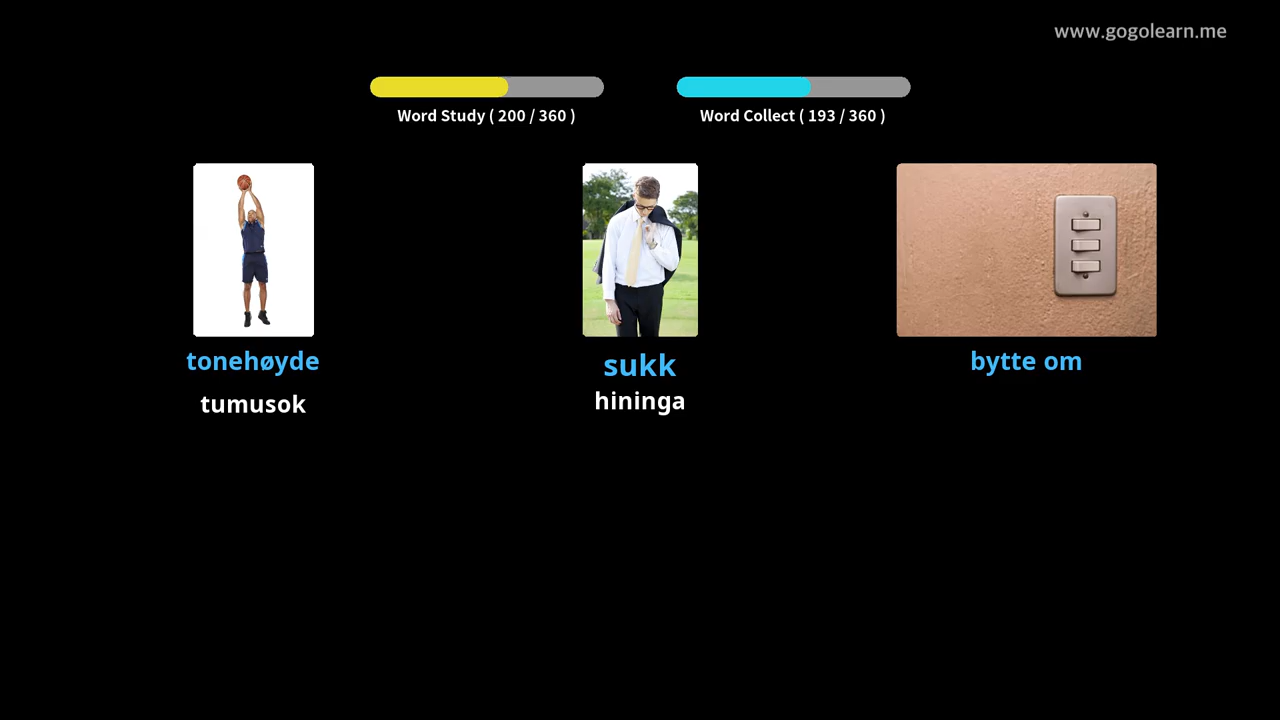 www.gogolearn.me
Word Study ( 200 / 360 )
Word Collect ( 193 / 360 )
tonehøyde
sukk
bytte om
tumusok
hininga